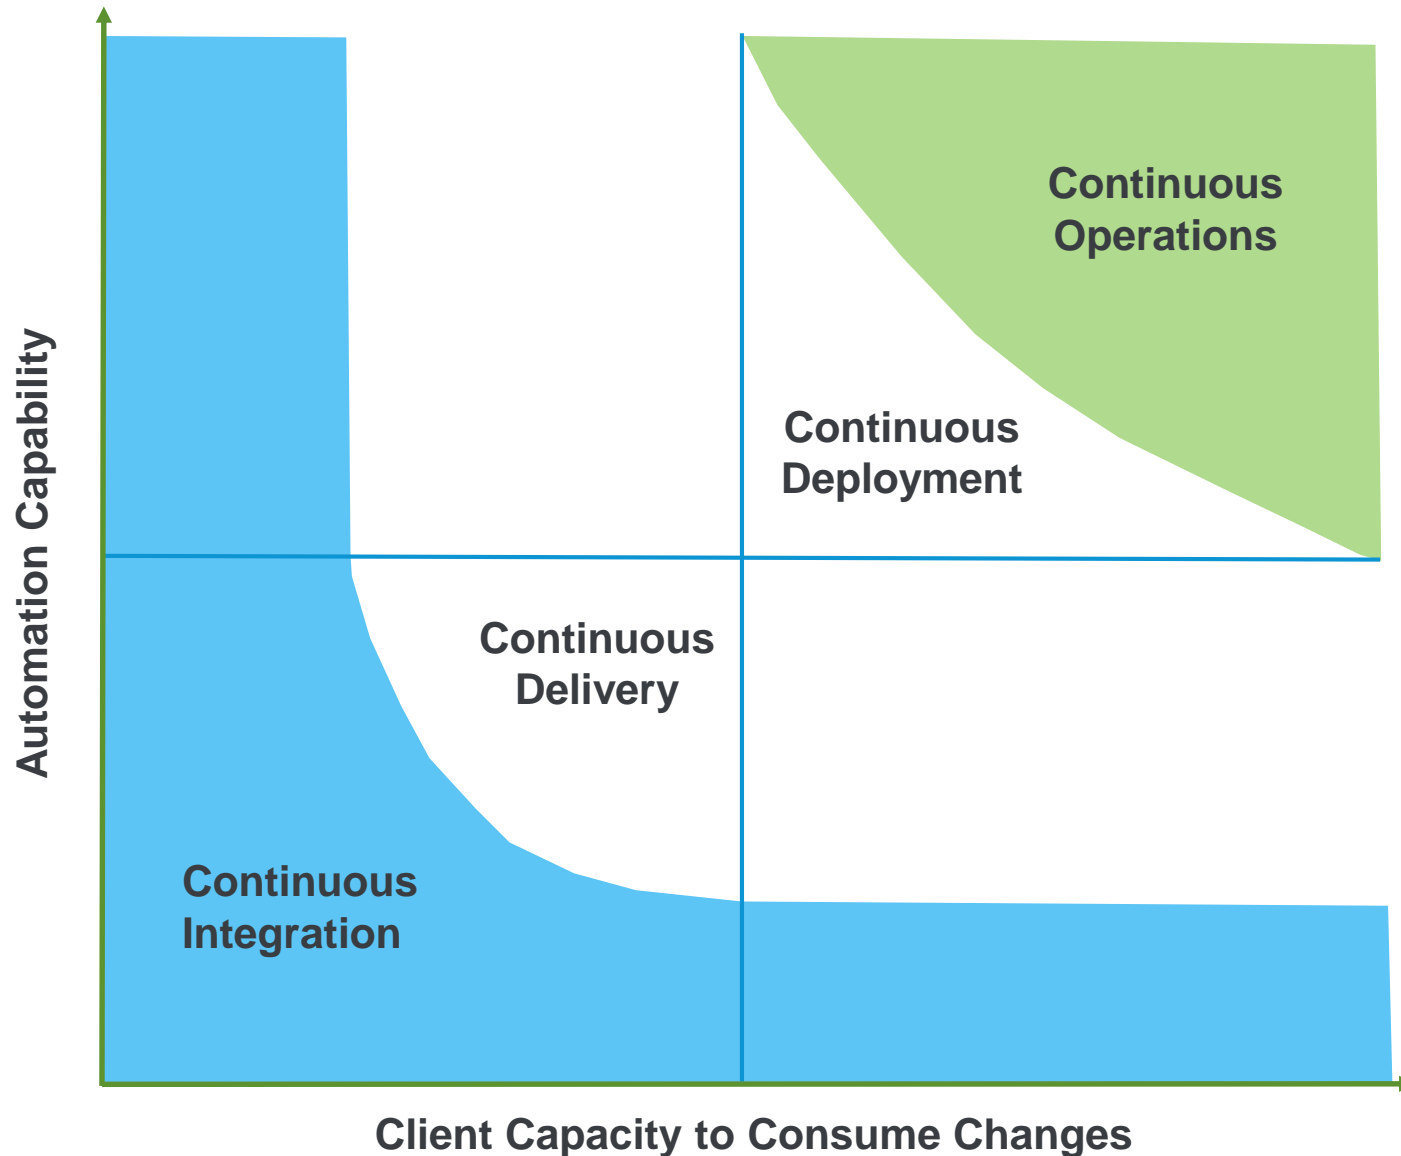 Continuous
Operations
Continuous
Deployment
Automation Capability
Continuous
Delivery
Continuous
Integration
Client Capacity to Consume Changes